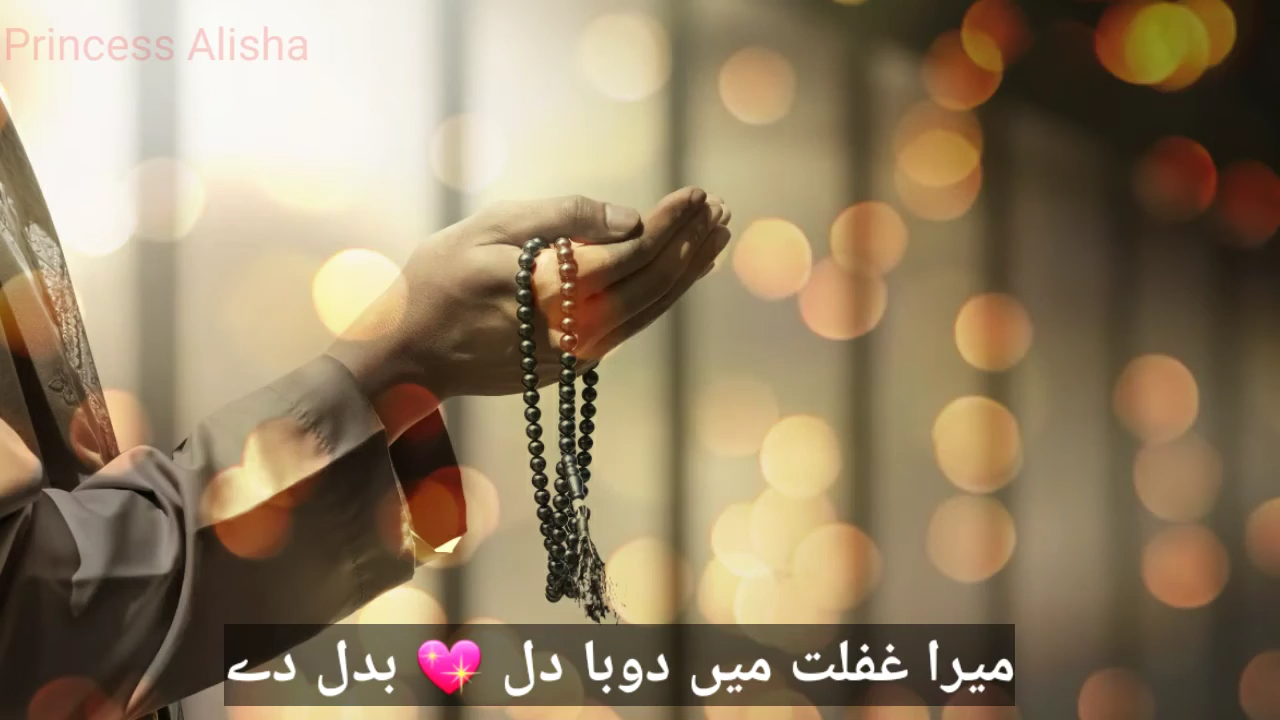 Princess Alisha
میرا غفلت میں دوبا دل 💖 بدل دے